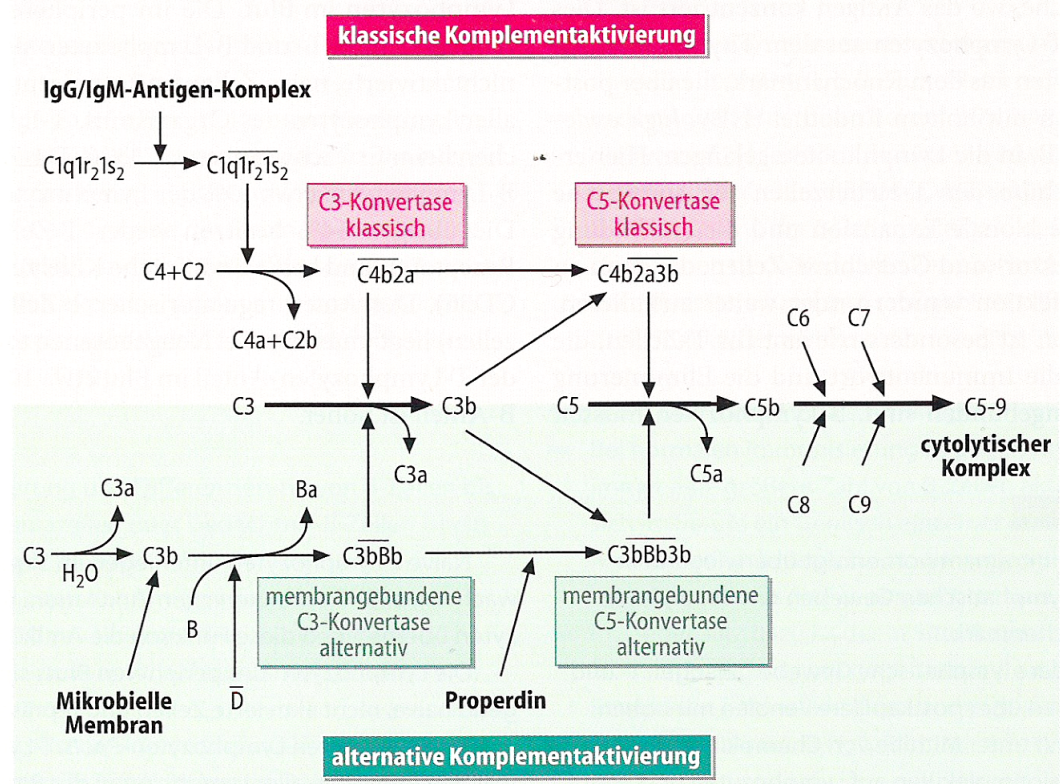 klassische Komplementaktivierung
IgG/IgM-Antigen-Komplex
C1qr₂1s₂
C1qr₂1s₂
C3-Konvertase
klassisch
C5-Konvertase
klassisch
C4+C2
C4b2a
C4b2a3b
C4a+C2b
C6
C7
C3
C3b
C5
C5b
C5-9
cytolytischer
Komplex
C3a
C5a
C8
C9
C3a
Ba
C3
H₂O
C3b
C3bBb
C3bBb3b
B
membrangebundene
C3-Konvertase
alternativ
membrangebundene
C5-Konvertase
alternativ
Mikrobielle
Membran
D̅
Properdin
alternative Komplementaktivierung